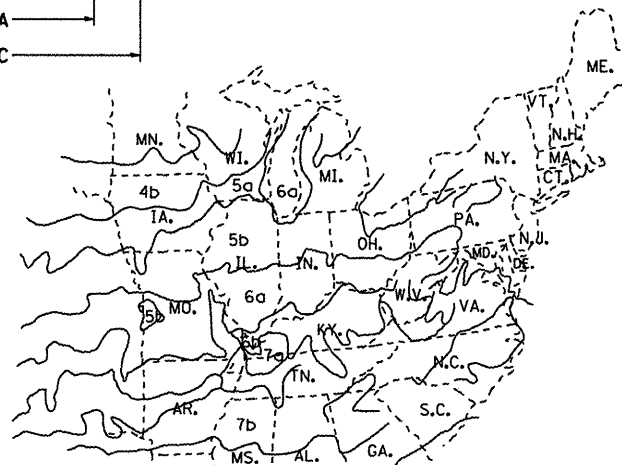 A
C
ME.
VT.
N.H.
MN.
WI.
N.Y.
MA.
CT.
MI.
4b
5a
6a
IA.
PA.
5b
OH.
N.J.
IL.
IN.
MD.
DE.
6a
W.V.
MO.
5b
VA.
KY.
6b
7a
N.C.
TN.
AR.
S.C.
7b
MS.
AL.
GA.